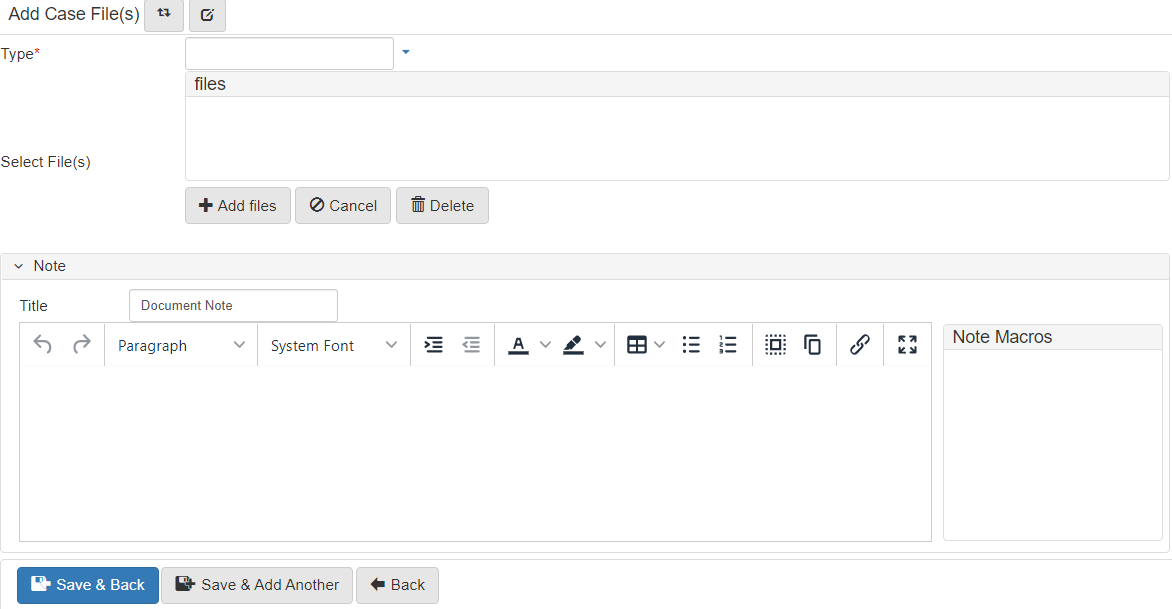 Add Case File(s)
Type*
files
Select File(s)
Add files Cancel Delete
Note
Title Document Note
Paragraph System Font A
Note Macros
Save & Back Save & Add Another Back